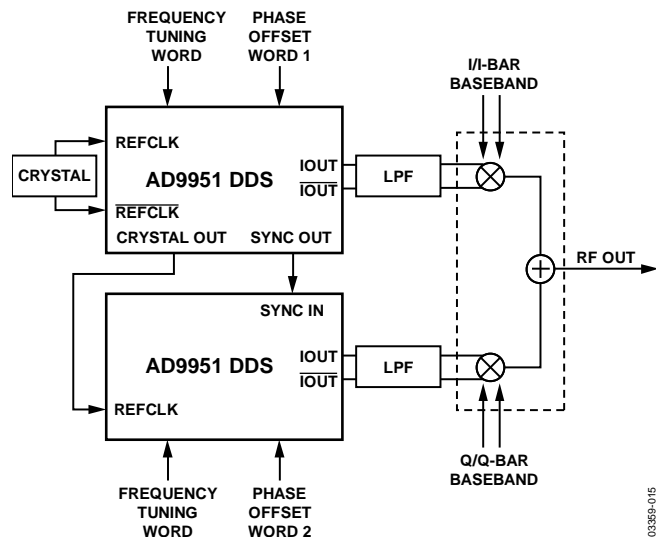 FREQUENCY
TUNING
WORD
PHASE
OFFSET
WORD 1
I/I-BAR
BASEBAND
REFCLK
CRYSTAL
REFCLK
AD9951 DDS
IOUT
IOUT
LPF
CRYSTAL OUT
SYNC OUT
RF OUT
SYNC IN
AD9951 DDS
IOUT
IOUT
LPF
REFCLK
Q/Q-BAR
BASEBAND
FREQUENCY
TUNING
WORD
PHASE
OFFSET
WORD 2
03359-015